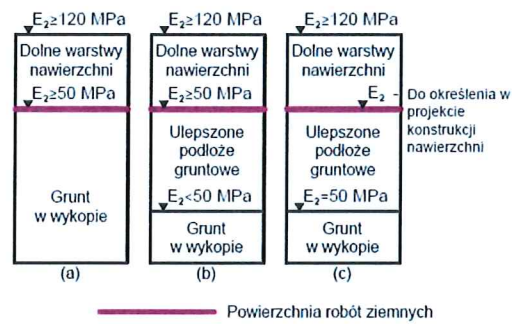 E₂≥120 MPa
Dolne warstwy
nawierzchni
E₂≥50 MPa
Grunt
w wykopie
(a)
E₂≥120 MPa
Dolne warstwy
nawierzchni
E₂≥50 MPa
Ulepszone
podłoże
gruntowe
E₂<50 MPa
Grunt
w wykopie
(b)
E₂≥120 MPa
Dolne warstwy
nawierzchni
E₂ - Do określenia w
projekcie
konstrukcji
nawierzchni
Ulepszone
podłoże
gruntowe
E₂=50 MPa
Grunt
w wykopie
(c)
Powierzchnia robót ziemnych